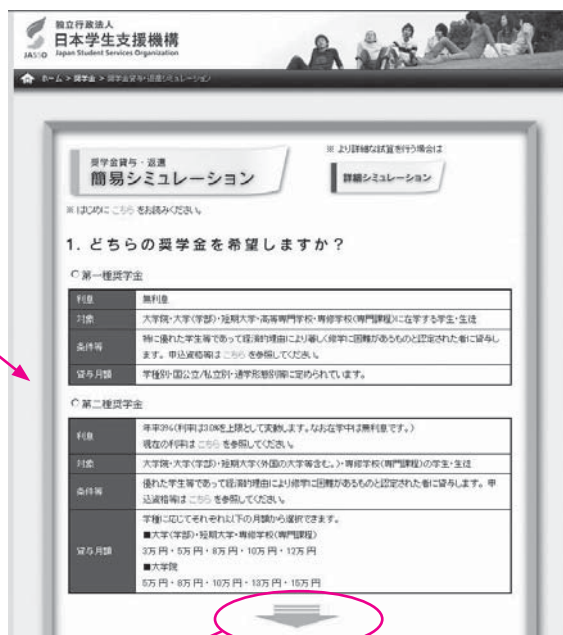 独立行政法人
日本学生支援機構
JASSO Japan Student Services Organization
ホーム > 奨学金 > 奨学金貸与・返還シミュレーション
奨学金貸与・返還
簡易シミュレーション
※ より詳細な試算を行う場合は
詳細シミュレーション
※ はじめに こちら をお読みください。
1. どちらの奨学金を希望しますか？
第一種奨学金
利息 無利息
対象 大学院・大学(学部)・短期大学・高等専門学校・専修学校(専門課程)に在学する学生・生徒
条件等 特に優れた学生等であって経済的理由により著しく修学に困難があるものと認定された者に貸与し
ます。申込資格等は こちら を参照してください。
貸与月額 学種別・国公立/私立別・通学形態別等に定められています。
第二種奨学金
利息 年率3%(利率は3.0%を上限として変動します。なお在学中は無利息です。)
現在の利率は こちら を参照してください。
対象 大学院・大学(学部)・短期大学(外国の大学等含む。)・専修学校(専門課程)の学生・生徒
条件等 優れた学生等であって経済的理由により修学に困難があるものと認定された者に貸与します。申
込資格等は こちら を参照してください。
貸与月額 学種に応じてそれぞれ以下の月額から選択できます。
■大学(学部)・短期大学・専修学校(専門課程)
3万円・5万円・8万円・10万円・12万円
■大学院
5万円・8万円・10万円・13万円・15万円